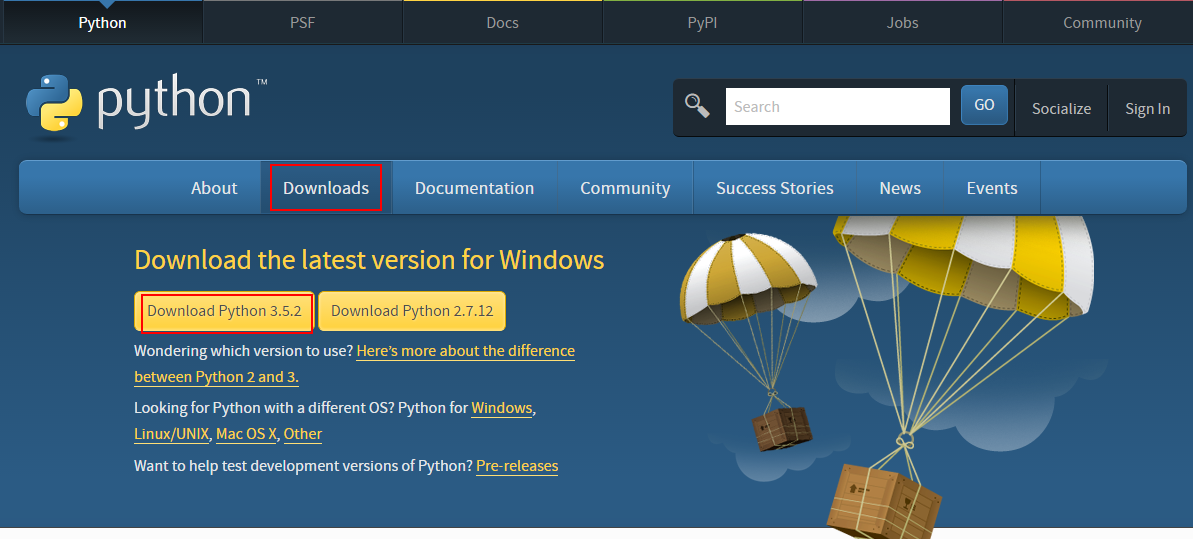 Python PSF Docs PyPI Jobs Community
python™
Search GO Socialize Sign In
About Downloads Documentation Community Success Stories News Events
Download the latest version for Windows
Download Python 3.5.2 Download Python 2.7.12
Wondering which version to use? Here's more about the difference
between Python 2 and 3.
Looking for Python with a different OS? Python for Windows,
Linux/UNIX, Mac OS X, Other
Want to help test development versions of Python? Pre-releases